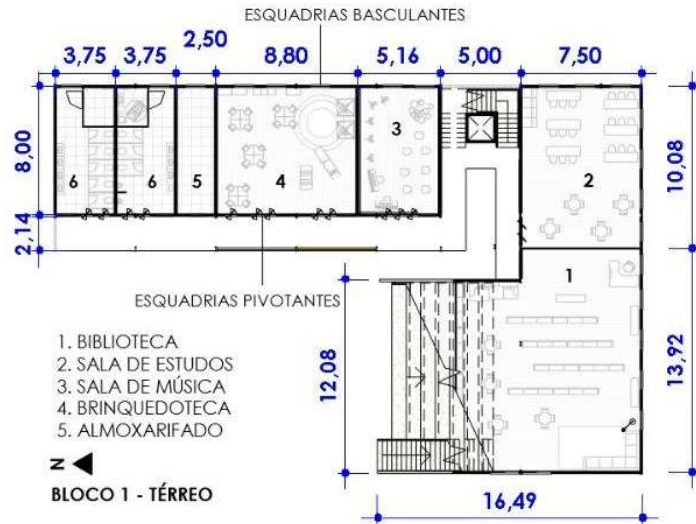 ESQUADRIAS BASCULANTES
3,75 3,75 2,50 8,80 5,16 5,00 7,50
8,00
2,14
10,08
13,92
12,08
16,49
6 6 5 4 3 2
1
ESQUADRIAS PIVOTANTES
1. BIBLIOTECA
2. SALA DE ESTUDOS
3. SALA DE MÚSICA
4. BRINQUEDOTECA
5. ALMOXARIFADO
N
BLOCO 1 - TÉRREO